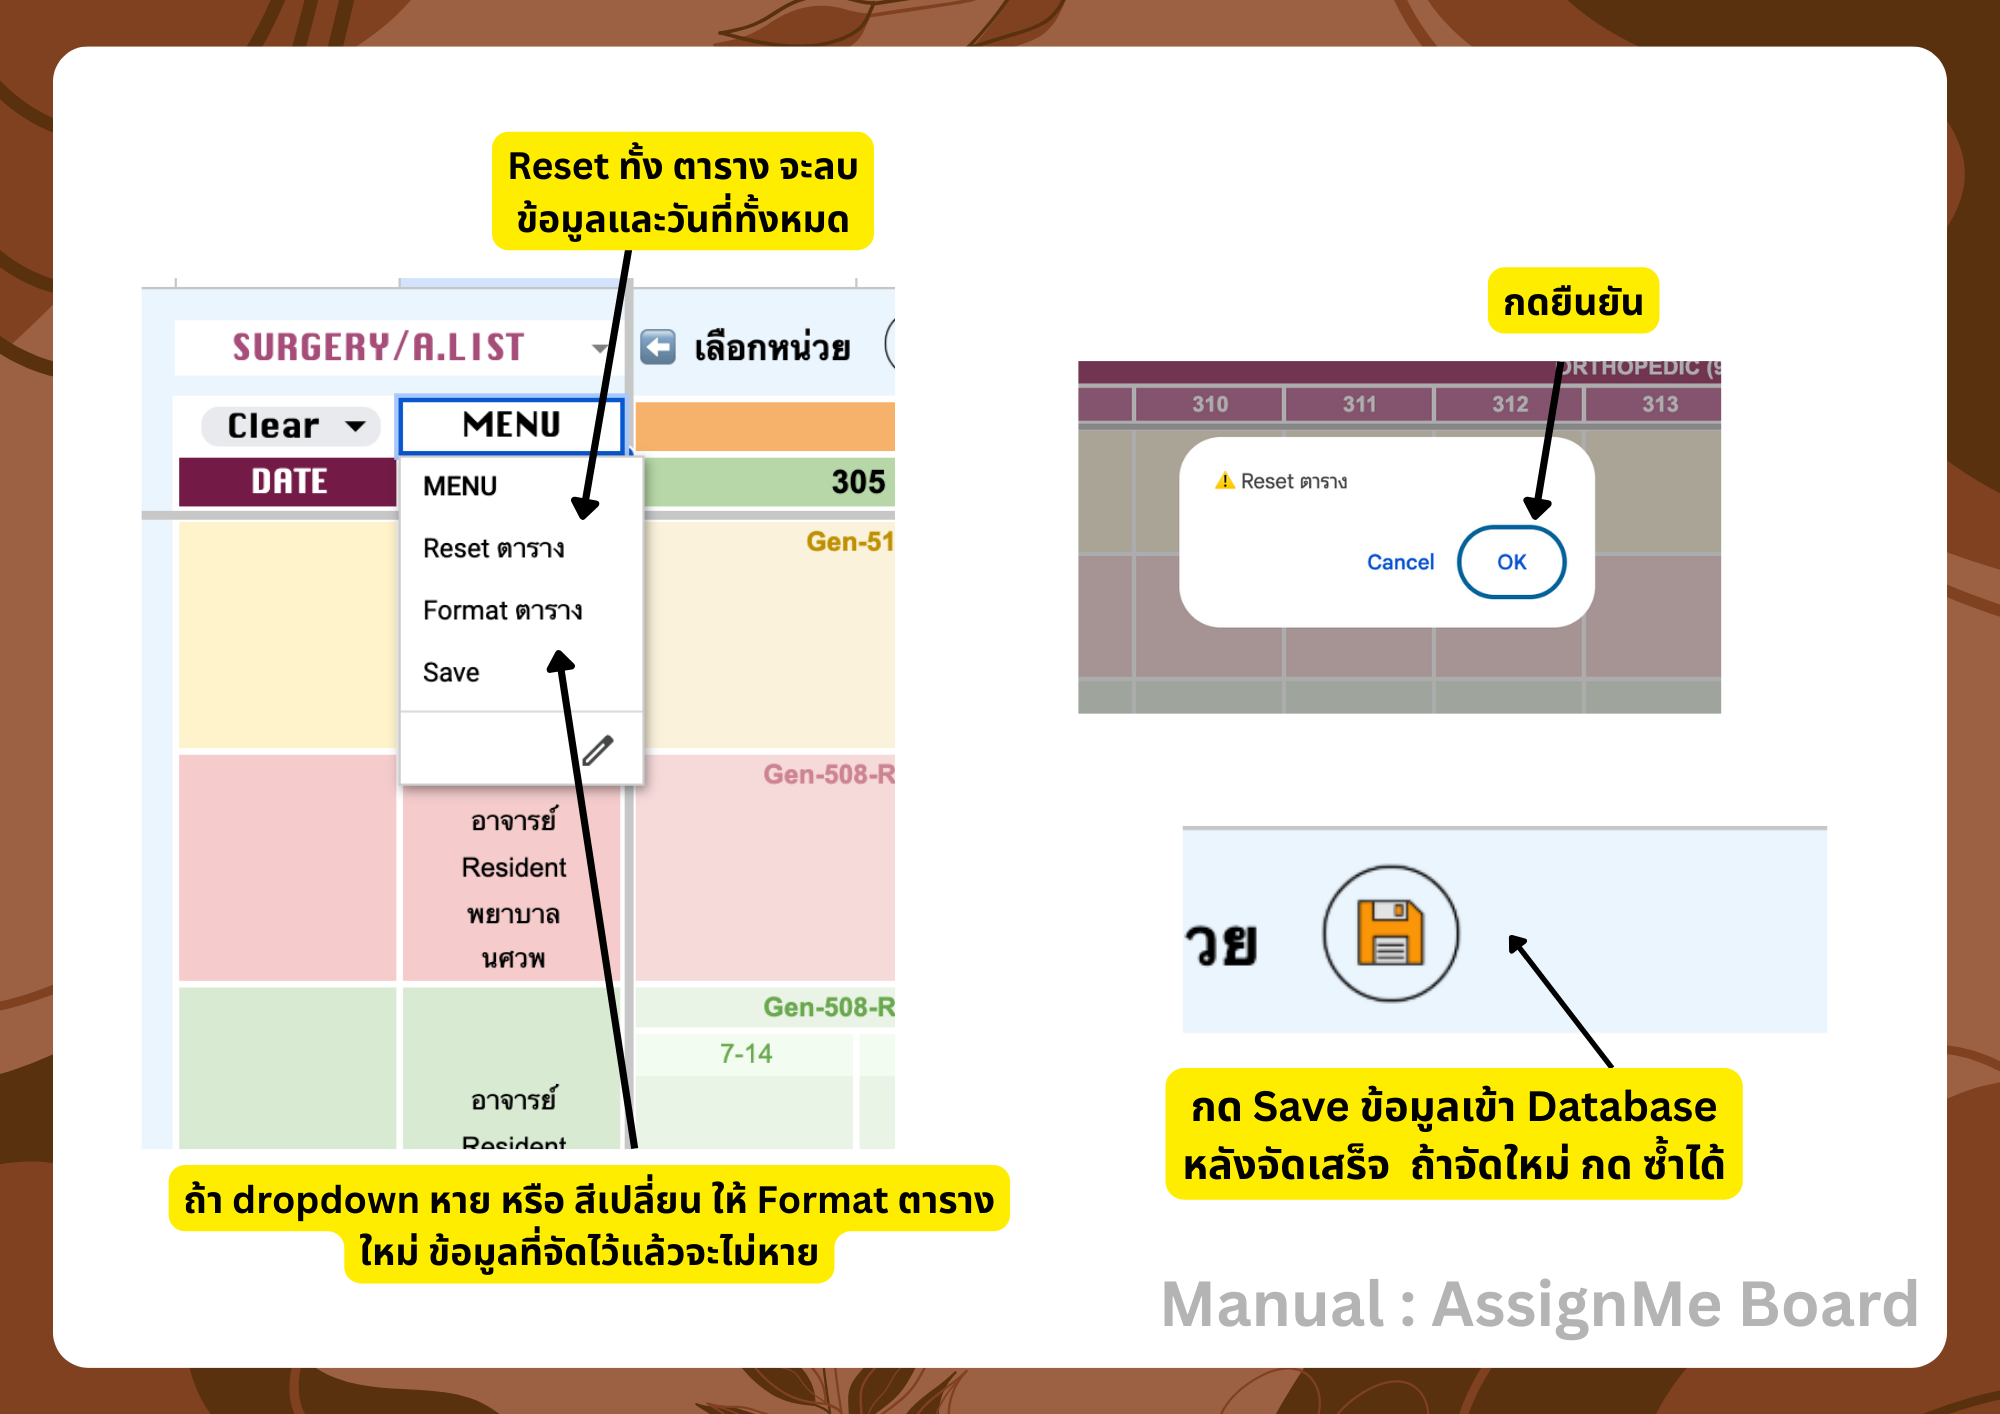 Reset ทั้ง ตาราง จะลบ
ข้อมูลและวันที่ทั้งหมด
SURGERY/A.LIST
เลือกหน่วย
Clear
MENU
DATE
305
MENU
Reset ตาราง
Format ตาราง
Save
Gen-51
Gen-508-R
อาจารย์
Resident
พยาบาล
นศวพ
Gen-508-R
7-14
อาจารย์
Resident
ถ้า dropdown หาย หรือ สีเปลี่ยน ให้ Format ตาราง
ใหม่ ข้อมูลที่จัดไว้แล้วจะไม่หาย
กดยืนยัน
ORTHOPEDIC (9
310
311
312
313
Reset ตาราง
Cancel
OK
วย
กด Save ข้อมูลเข้า Database
หลังจัดเสร็จ ถ้าจัดใหม่ กด ซ้ำได้
Manual : AssignMe Board